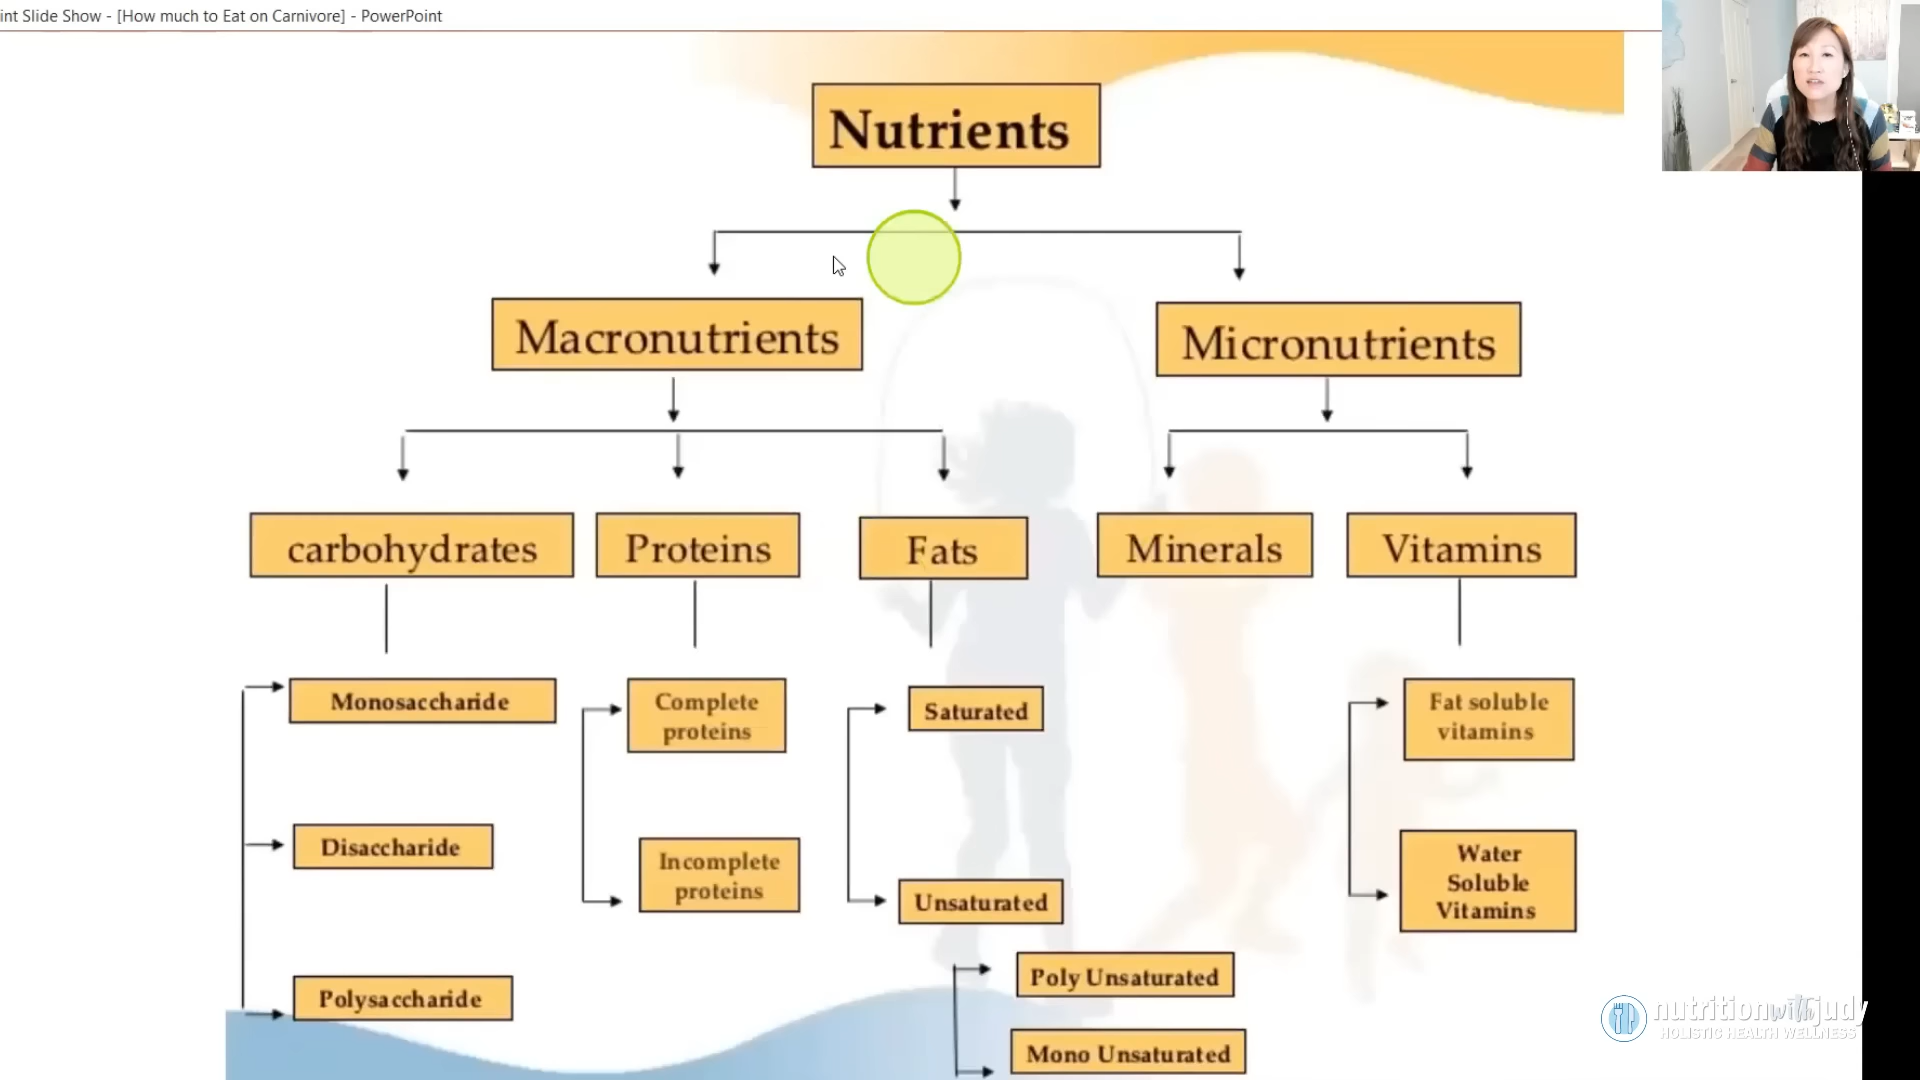 int Slide Show - [How much to Eat on Carnivore] - PowerPoint
Nutrients
Macronutrients
Micronutrients
carbohydrates
Proteins
Fats
Minerals
Vitamins
Monosaccharide
Complete
proteins
Saturated
Fat soluble
vitamins
Disaccharide
Incomplete
proteins
Unsaturated
Water
Soluble
Vitamins
Polysaccharide
Poly Unsaturated
Mono Unsaturated
nutritionwithjudy
HOLISTIC HEALTH WELLNESS